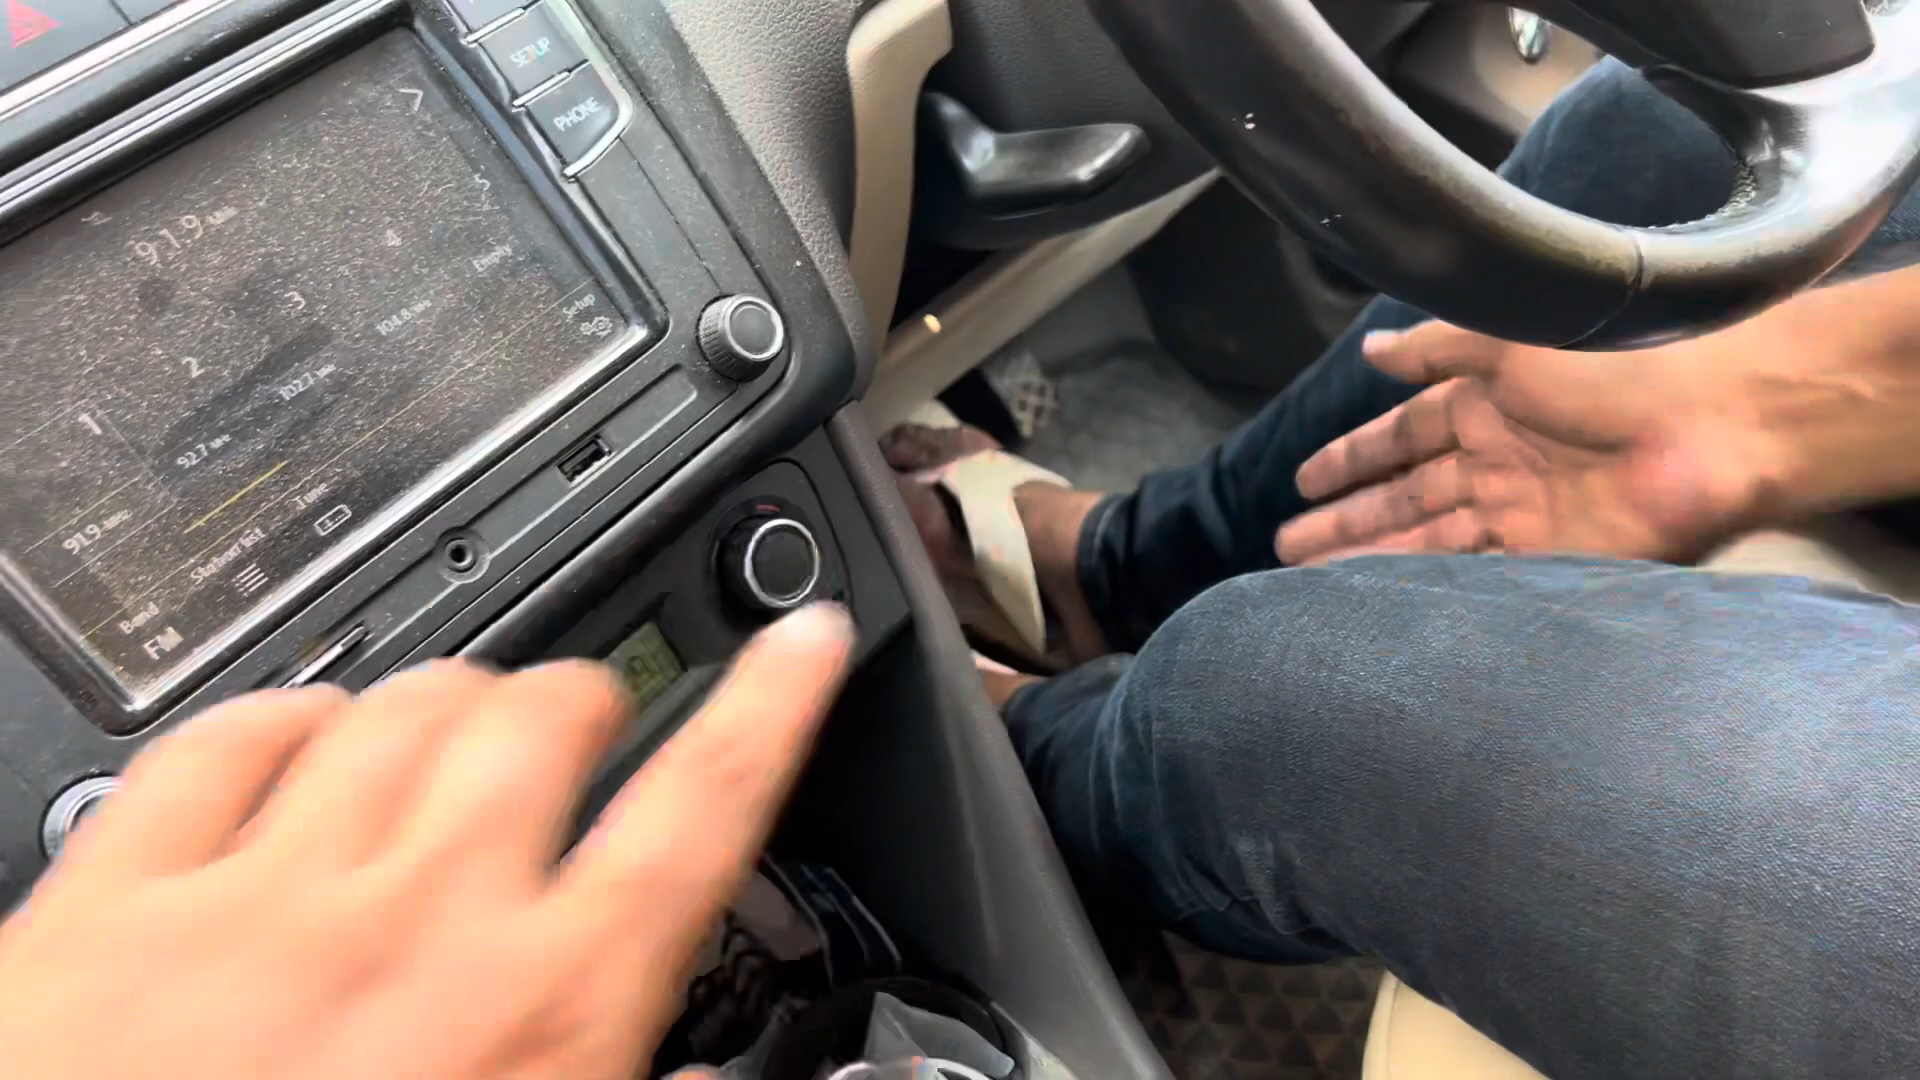 SETUP
PHONE
91.9 MHz
1
2
3
4
5
91.9 MHz
92.7 MHz
102.7 MHz
104.8 MHz
Empty
Band
FM
Station list
Tune
Setup